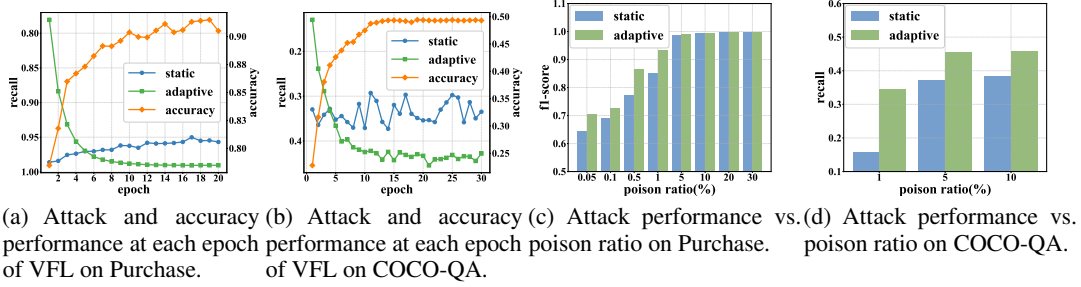 0.80
0.85
0.90
0.95
1.00
recall
static
adaptive
accuracy
0.90
0.88
0.85
0.83
0.80
accuracy
2 4 6 8 10 12 14 16 18 20
epoch
0.2
0.3
0.4
recall
static
adaptive
accuracy
0.50
0.45
0.40
0.35
0.30
0.25
accuracy
0 5 10 15 20 25 30
epoch
1.1
1.0
0.9
0.8
0.7
0.6
0.5
f1-score
static
adaptive
0.05 0.1 0.5 1 5 10 20 30
poison ratio(%)
0.6
0.5
0.4
0.3
0.2
0.1
recall
static
adaptive
1 5 10
poison ratio(%)
(a) Attack and accuracy
performance at each epoch
of VFL on Purchase.
(b) Attack and accuracy
performance at each epoch
of VFL on COCO-QA.
(c) Attack performance vs.
poison ratio on Purchase.
(d) Attack performance vs.
poison ratio on COCO-QA.